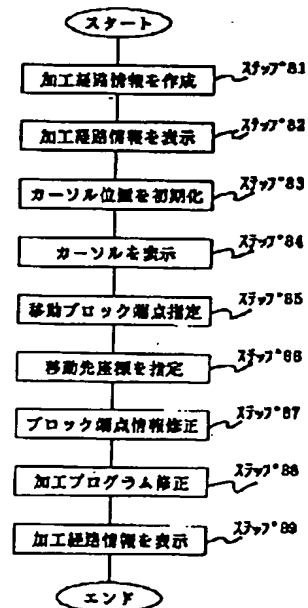 スタート
加工経路情報を作成 ステップ81
加工経路情報を表示 ステップ82
カーソル位置を初期化 ステップ83
カーソルを表示 ステップ84
移動ブロック端点指定 ステップ85
移動先座標を指定 ステップ86
ブロック端点情報修正 ステップ87
加工プログラム修正 ステップ88
加工経路情報を表示 ステップ89
エンド